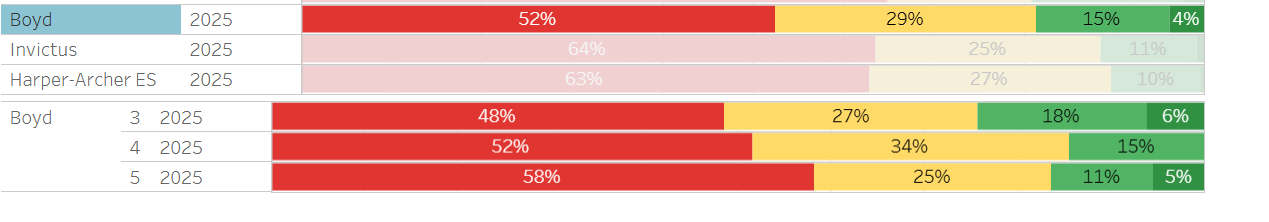 Boyd 2025 52% 29% 15% 4%
Invictus 2025 64% 25% 11%
Harper-Archer ES 2025 63% 27% 10%
Boyd 3 2025 48% 27% 18% 6%
4 2025 52% 34% 15%
5 2025 58% 25% 11% 5%